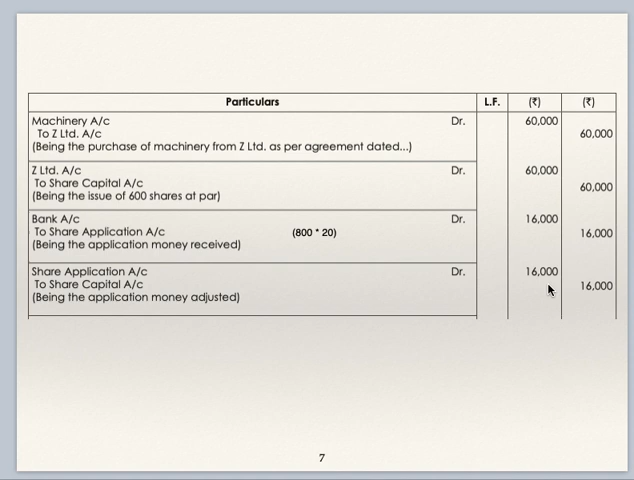 Particulars L.F. (₹) (₹)
Machinery A/c Dr. 60,000
To Z Ltd. A/c 60,000
(Being the purchase of machinery from Z Ltd. as per agreement dated...)
Z Ltd. A/c Dr. 60,000
To Share Capital A/c 60,000
(Being the issue of 600 shares at par)
Bank A/c Dr. 16,000
To Share Application A/c (800 * 20) 16,000
(Being the application money received)
Share Application A/c Dr. 16,000
To Share Capital A/c 16,000
(Being the application money adjusted)
7